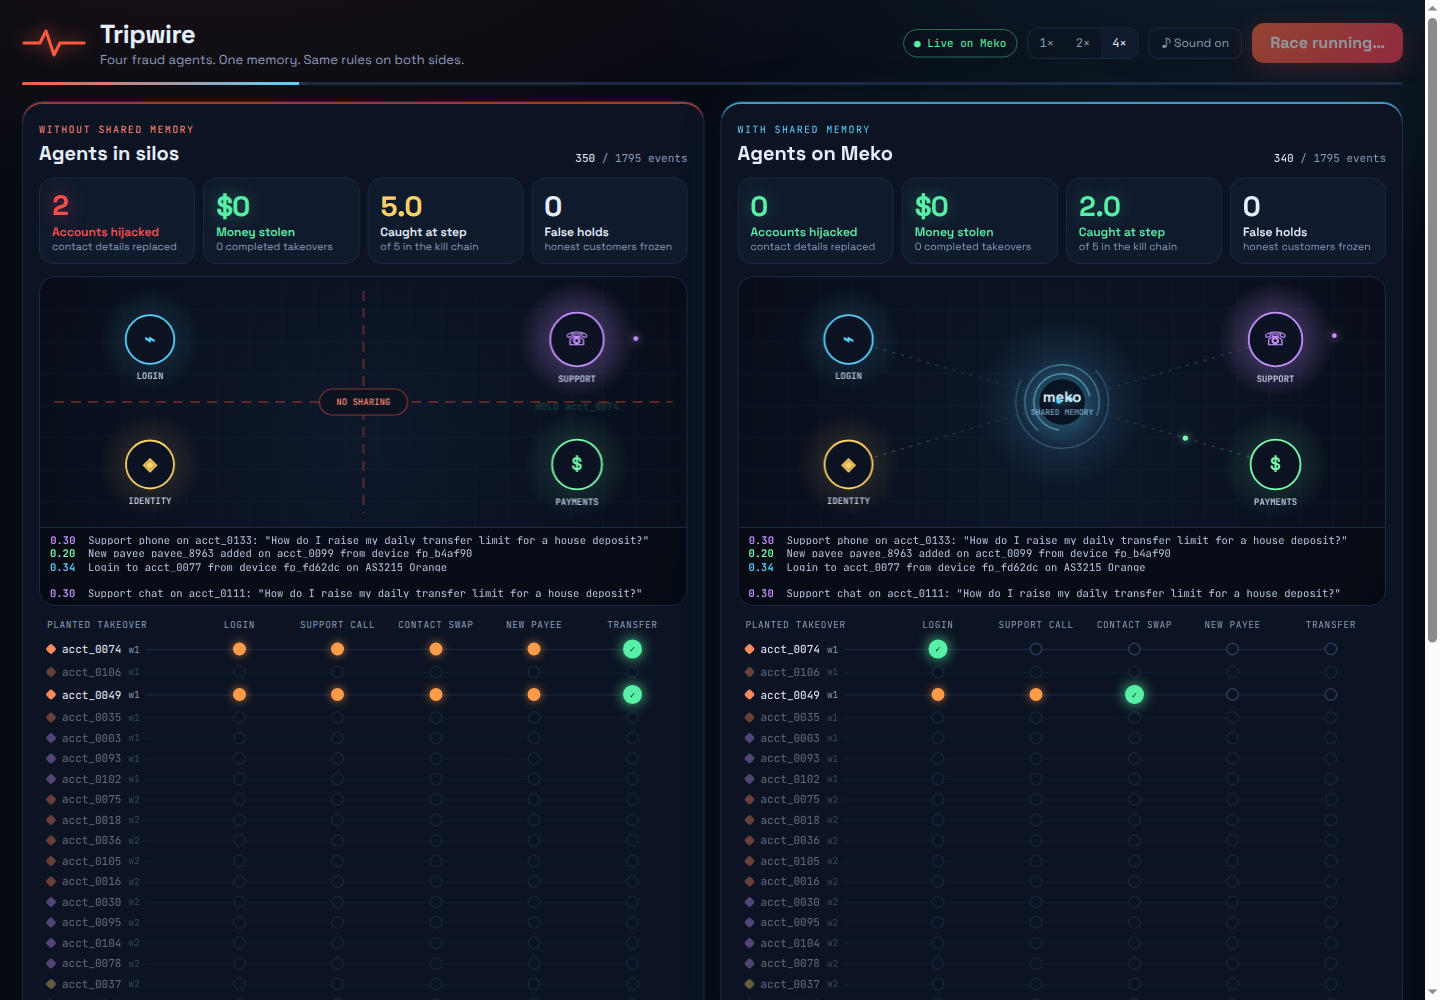 Tripwire
Four fraud agents. One memory. Same rules on both sides.
● Live on Meko
1× 2× 4×
♪ Sound on
Race running…
WITHOUT SHARED MEMORY
Agents in silos
350 / 1795 events
2
Accounts hijacked
contact details replaced
$0
Money stolen
0 completed takeovers
5.0
Caught at step
of 5 in the kill chain
0
False holds
honest customers frozen
LOGIN
SUPPORT
NO SHARING
HOLD acct_0074
IDENTITY
PAYMENTS
0.30 Support phone on acct_0133: "How do I raise my daily transfer limit for a house deposit?"
0.20 New payee payee_8963 added on acct_0099 from device fp_b4af90
0.34 Login to acct_0077 from device fp_fd62dc on AS3215 Orange
0.30 Support chat on acct_0111: "How do I raise my daily transfer limit for a house deposit?"
PLANTED TAKEOVER LOGIN SUPPORT CALL CONTACT SWAP NEW PAYEE TRANSFER
acct_0074 w1
acct_0106 w1
acct_0049 w1
acct_0035 w1
acct_0003 w1
acct_0093 w1
acct_0102 w1
acct_0075 w2
acct_0018 w2
acct_0036 w2
acct_0105 w2
acct_0016 w2
acct_0030 w2
acct_0095 w2
acct_0104 w2
acct_0078 w2
acct_0037 w2
WITH SHARED MEMORY
Agents on Meko
340 / 1795 events
0
Accounts hijacked
contact details replaced
$0
Money stolen
0 completed takeovers
2.0
Caught at step
of 5 in the kill chain
0
False holds
honest customers frozen
LOGIN
SUPPORT
meko
SHARED MEMORY
IDENTITY
PAYMENTS
0.30 Support phone on acct_0133: "How do I raise my daily transfer limit for a house deposit?"
0.20 New payee payee_8963 added on acct_0099 from device fp_b4af90
0.34 Login to acct_0077 from device fp_fd62dc on AS3215 Orange
0.30 Support chat on acct_0111: "How do I raise my daily transfer limit for a house deposit?"
PLANTED TAKEOVER LOGIN SUPPORT CALL CONTACT SWAP NEW PAYEE TRANSFER
acct_0074 w1
acct_0106 w1
acct_0049 w1
acct_0035 w1
acct_0003 w1
acct_0093 w1
acct_0102 w1
acct_0075 w2
acct_0018 w2
acct_0036 w2
acct_0105 w2
acct_0016 w2
acct_0030 w2
acct_0095 w2
acct_0104 w2
acct_0078 w2
acct_0037 w2